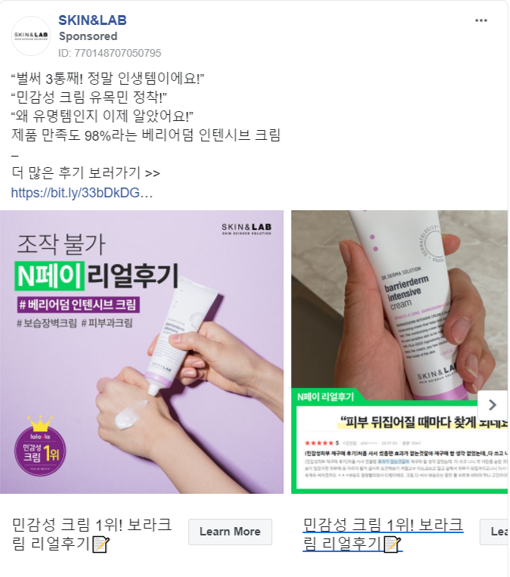 SKIN&LAB
Sponsored
ID: 770148707050795
“벌써 3통째! 정말 인생템이에요!”
“민감성 크림 유목민 정착!”
“왜 유명템인지 이제 알았어요!”
제품 만족도 98%라는 베리어덤 인텐시브 크림
–
더 많은 후기 보러가기 >>
https://bit.ly/33bDkDG…
SKIN&LAB
조작 불가
N페이 리얼후기
# 베리어덤 인텐시브 크림
# 보습장벽크림 # 피부과크림
lalavla
민감성
크림 1위
DR. DERMA SOLUTION
barrierderm
intensive
cream
SKIN&LAB
N페이 리얼후기
“피부 뒤집어질 때마다 찾게 되네요
민감성 크림 1위! 보라크
림 리얼후기📝
Learn More
민감성 크림 1위! 보라크
림 리얼후기📝
Lea